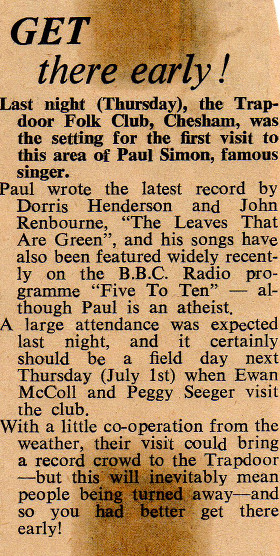 GET
there early !
Last night (Thursday), the Trap-
door Folk Club, Chesham, was
the setting for the first visit to
this area of Paul Simon, famous
singer.
Paul wrote the latest record by
Dorris Henderson and John
Renbourne, "The Leaves That
Are Green", and his songs have
also been featured widely recent-
ly on the B.B.C. Radio pro-
gramme "Five To Ten" — al-
though Paul is an atheist.
A large attendance was expected
last night, and it certainly
should be a field day next
Thursday (July 1st) when Ewan
McColl and Peggy Seeger visit
the club.
With a little co-operation from the
weather, their visit could bring
a record crowd to the Trapdoor
—but this will inevitably mean
people being turned away—and
so you had better get there
early!